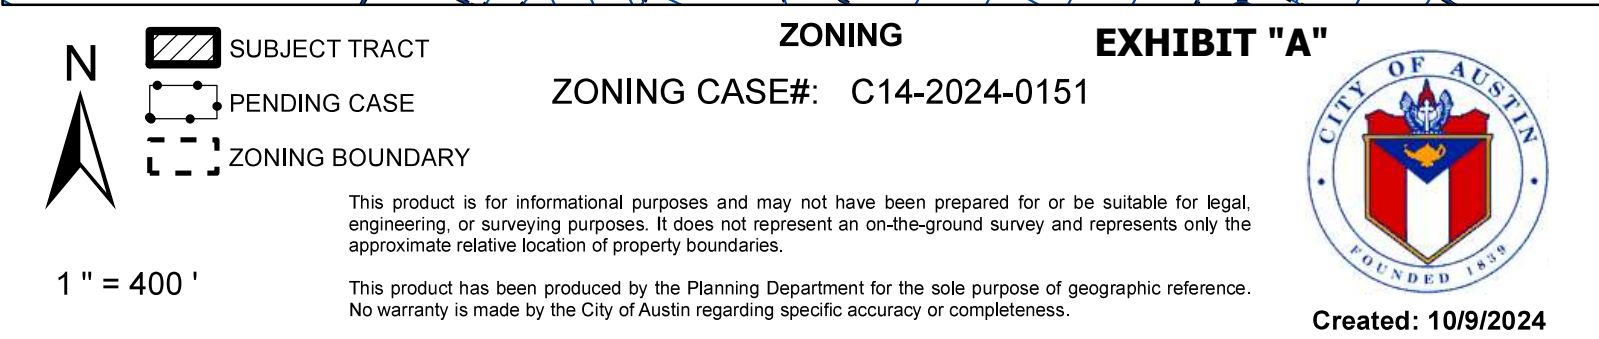 N
SUBJECT TRACT
PENDING CASE
ZONING BOUNDARY
1 " = 400 '
ZONING
ZONING CASE#: C14-2024-0151
EXHIBIT "A"
This product is for informational purposes and may not have been prepared for or be suitable for legal,
engineering, or surveying purposes. It does not represent an on-the-ground survey and represents only the
approximate relative location of property boundaries.
This product has been produced by the Planning Department for the sole purpose of geographic reference.
No warranty is made by the City of Austin regarding specific accuracy or completeness.
CITY OF AUSTIN
FOUNDED 1839
Created: 10/9/2024